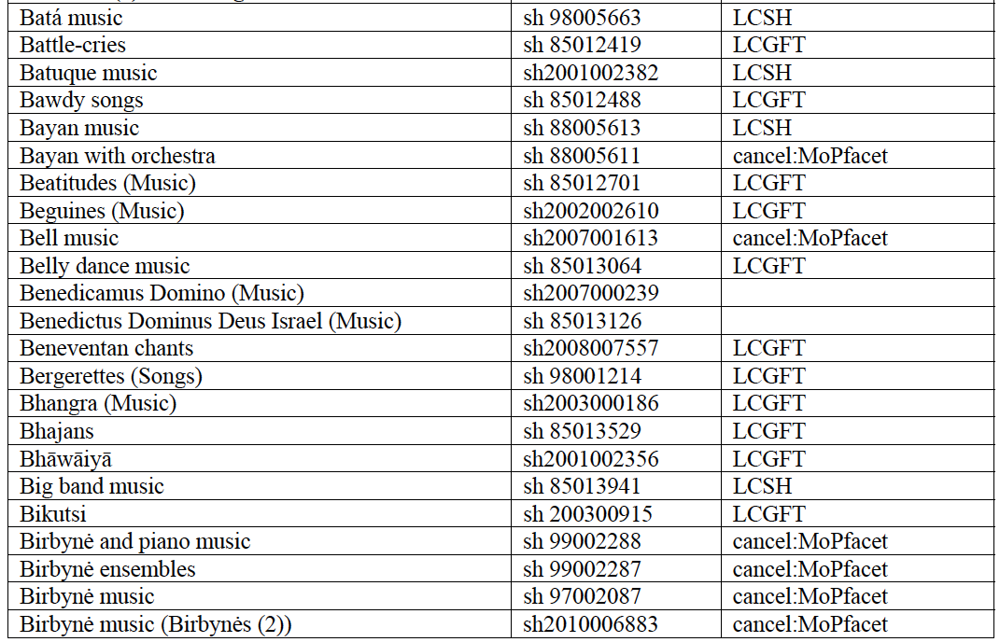 Batá music sh 98005663 LCSH
Battle-cries sh 85012419 LCGFT
Batuque music sh2001002382 LCSH
Bawdy songs sh 85012488 LCGFT
Bayan music sh 88005613 LCSH
Bayan with orchestra sh 88005611 cancel:MoPfacet
Beatitudes (Music) sh 85012701 LCGFT
Beguines (Music) sh2002002610 LCGFT
Bell music sh2007001613 cancel:MoPfacet
Belly dance music sh 85013064 LCGFT
Benedicamus Domino (Music) sh2007000239
Benedictus Dominus Deus Israel (Music) sh 85013126
Beneventan chants sh2008007557 LCGFT
Bergerettes (Songs) sh 98001214 LCGFT
Bhangra (Music) sh2003000186 LCGFT
Bhajans sh 85013529 LCGFT
Bhāwāiyā sh2001002356 LCGFT
Big band music sh 85013941 LCSH
Bikutsi sh 200300915 LCGFT
Birbynė and piano music sh 99002288 cancel:MoPfacet
Birbynė ensembles sh 99002287 cancel:MoPfacet
Birbynė music sh 97002087 cancel:MoPfacet
Birbynė music (Birbynės (2)) sh2010006883 cancel:MoPfacet